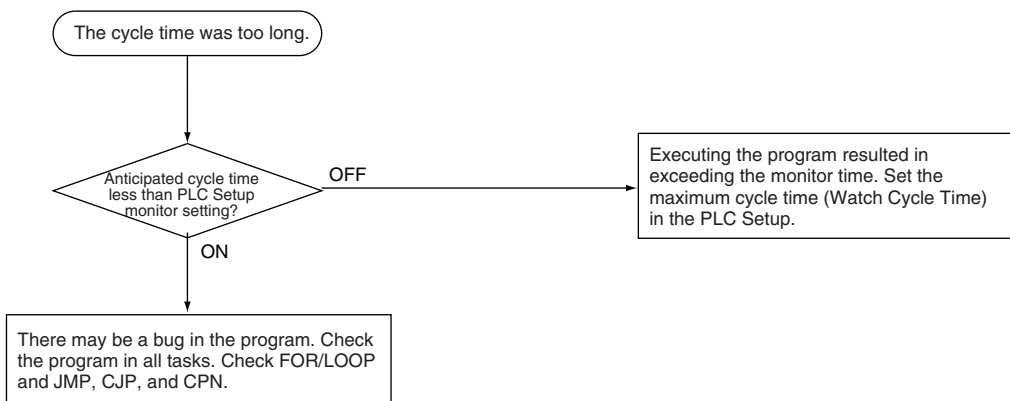 The cycle time was too long.
Anticipated cycle time
less than PLC Setup
monitor setting?
OFF
Executing the program resulted in
exceeding the monitor time. Set the
maximum cycle time (Watch Cycle Time)
in the PLC Setup.
ON
There may be a bug in the program. Check
the program in all tasks. Check FOR/LOOP
and JMP, CJP, and CPN.